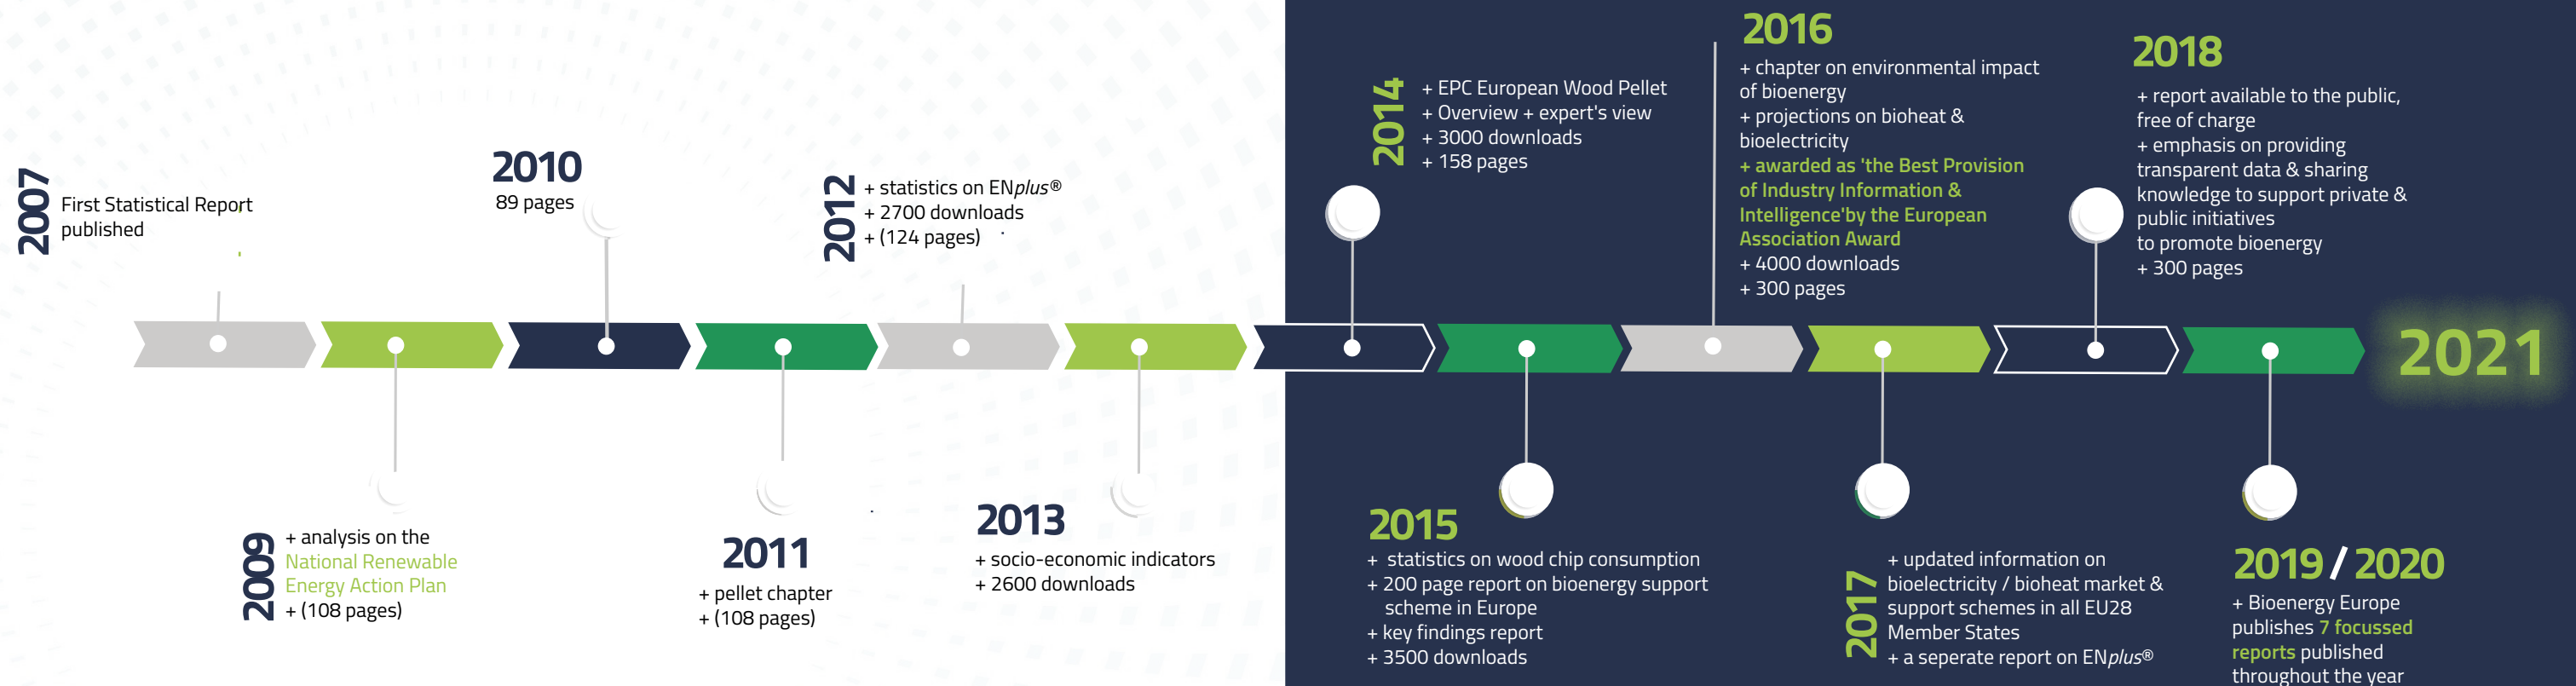 2007
First Statistical Report
published
2009
+ analysis on the
National Renewable
Energy Action Plan
+ (108 pages)
2010
89 pages
2011
+ pellet chapter
+ (108 pages)
2012
+ statistics on ENplus®
+ 2700 downloads
+ (124 pages)
2013
+ socio-economic indicators
+ 2600 downloads
2014
+ EPC European Wood Pellet
+ Overview + expert's view
+ 3000 downloads
+ 158 pages
2015
+ statistics on wood chip consumption
+ 200 page report on bioenergy support
scheme in Europe
+ key findings report
+ 3500 downloads
2016
+ chapter on environmental impact
of bioenergy
+ projections on bioheat &
bioelectricity
+ awarded as 'the Best Provision
of Industry Information &
Intelligence'by the European
Association Award
+ 4000 downloads
+ 300 pages
2017
+ updated information on
bioelectricity / bioheat market &
support schemes in all EU28
Member States
+ a seperate report on ENplus®
2018
+ report available to the public,
free of charge
+ emphasis on providing
transparent data & sharing
knowledge to support private &
public initiatives
to promote bioenergy
+ 300 pages
2019 / 2020
+ Bioenergy Europe
publishes 7 focussed
reports published
throughout the year
2021